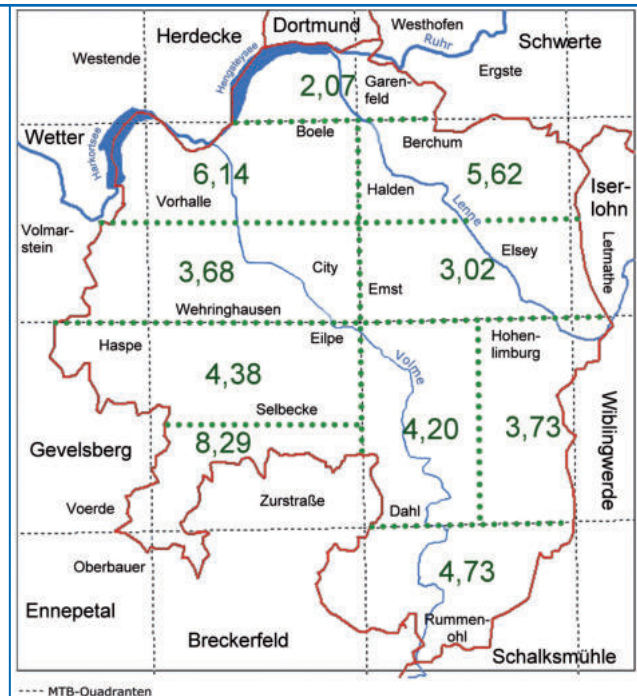 Herdecke
Dortmund
Westhofen
Schwerte
Westende
Ruhr
Ergste
Hengsteysee
2,07
Garen-
feld
Wetter
Harkortsee
Boele
Berchum
6,14
5,62
Iser-
lohn
Vorhalle
Halden
Lenne
Volmar-
stein
Letmathe
3,68
City
3,02
Elsey
Emst
Wehringhausen
Haspe
Eilpe
Hohen-
limburg
Volme
4,38
Selbecke
4,20
3,73
Wiblingwerde
Gevelsberg
8,29
Voerde
Zurstraße
Dahl
Oberbauer
4,73
Ennepetal
Rummen-
ohl
Breckerfeld
Schalksmühle
---- MTB-Quadranten